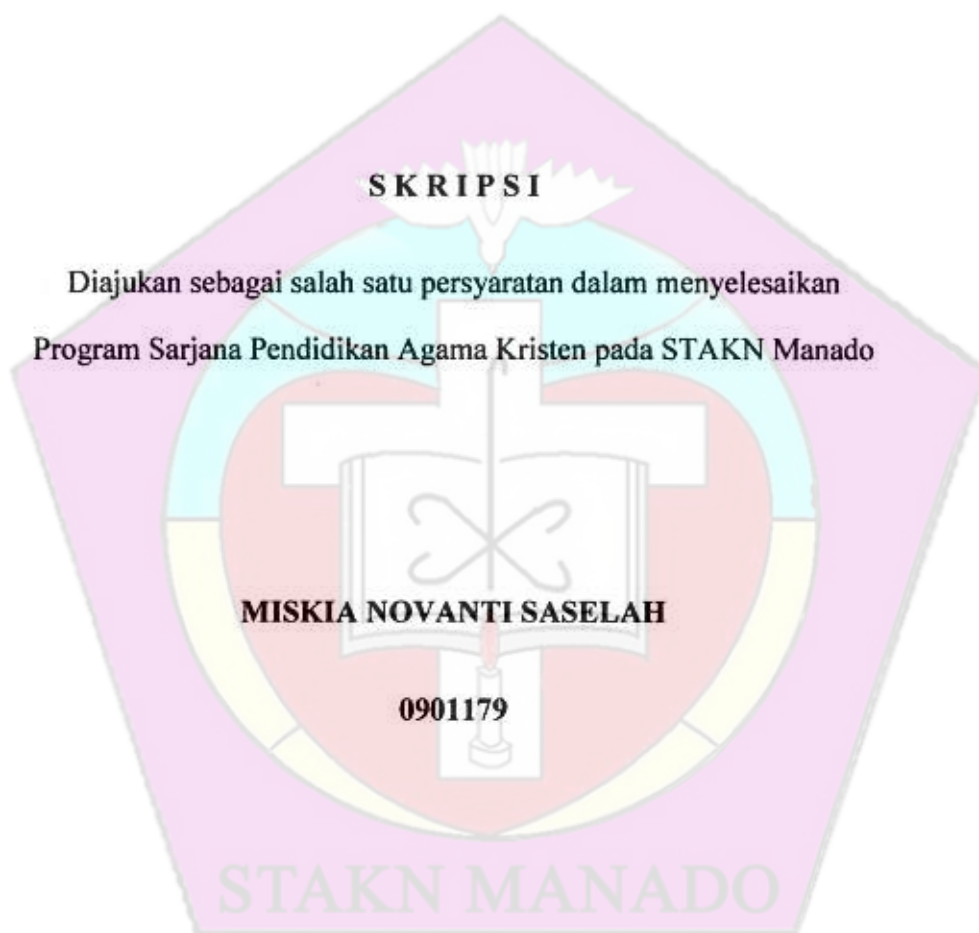 S K R I P S I
Diajukan sebagai salah satu persyaratan dalam menyelesaikan
Program Sarjana Pendidikan Agama Kristen pada STAKN Manado
MISKIA NOVANTI SASELAH
0901179
STAKN MANADO